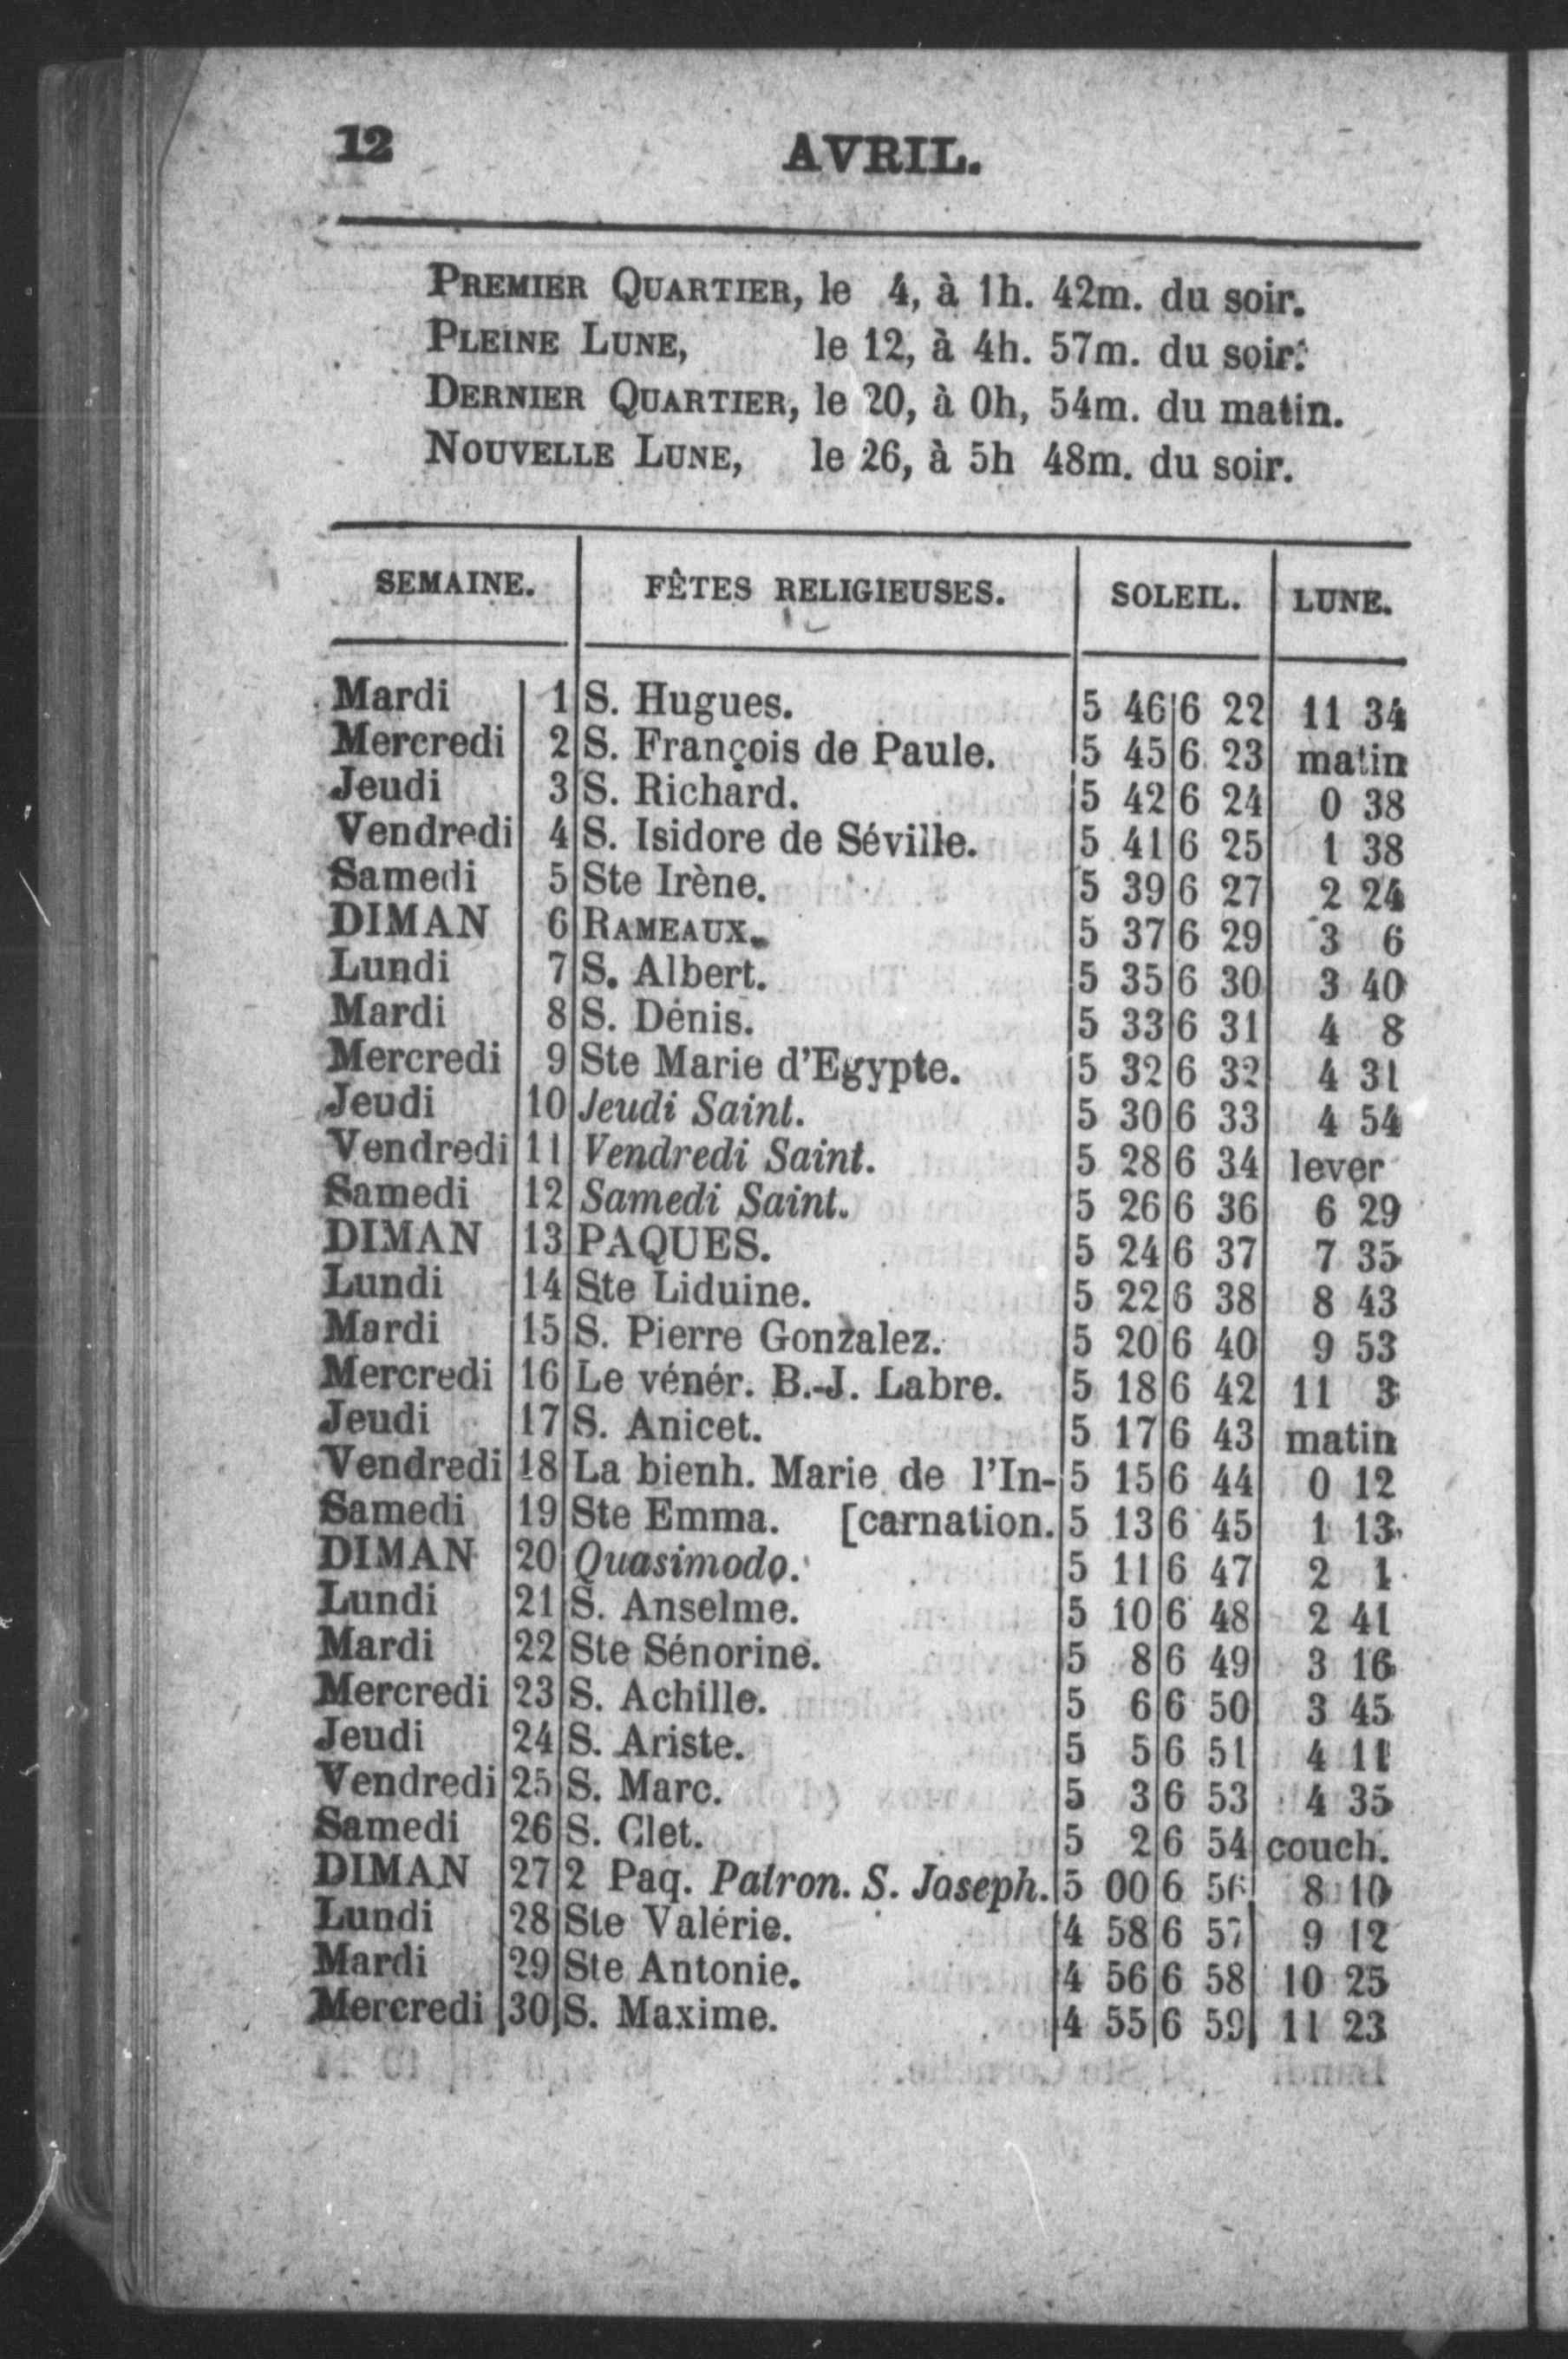 12
AVRIL.
PREMIER QUARTIER, le 4, à 1h. 42m. du soir.
PLEINE LUNE, le 12, à 4h. 57m. du soir.
DERNIER QUARTIER, le 20, à 0h, 54m. du matin.
NOUVELLE LUNE, le 26, à 5h 48m. du soir.
SEMAINE. FÊTES RELIGIEUSES. SOLEIL. LUNE.
Mardi 1 S. Hugues. 5 46 6 22 11 34
Mercredi 2 S. François de Paule. 5 45 6 23 matin
Jeudi 3 S. Richard. 5 42 6 24 0 38
Vendredi 4 S. Isidore de Séville. 5 41 6 25 1 38
Samedi 5 Ste Irène. 5 39 6 27 2 24
DIMAN 6 RAMEAUX. 5 37 6 29 3 6
Lundi 7 S. Albert. 5 35 6 30 3 40
Mardi 8 S. Dénis. 5 33 6 31 4 8
Mercredi 9 Ste Marie d'Egypte. 5 32 6 32 4 31
Jeudi 10 Jeudi Saint. 5 30 6 33 4 54
Vendredi 11 Vendredi Saint. 5 28 6 34 lever
Samedi 12 Samedi Saint. 5 26 6 36 6 29
DIMAN 13 PAQUES. 5 24 6 37 7 35
Lundi 14 Ste Liduine. 5 22 6 38 8 43
Mardi 15 S. Pierre Gonzalez. 5 20 6 40 9 53
Mercredi 16 Le vénér. B.-J. Labre. 5 18 6 42 11 3
Jeudi 17 S. Anicet. 5 17 6 43 matin
Vendredi 18 La bienh. Marie de l'In- 5 15 6 44 0 12
Samedi 19 Ste Emma. [carnation. 5 13 6 45 1 13
DIMAN 20 Quasimodo. 5 11 6 47 2 1
Lundi 21 S. Anselme. 5 10 6 48 2 41
Mardi 22 Ste Sénorine. 5 8 6 49 3 16
Mercredi 23 S. Achille. 5 6 6 50 3 45
Jeudi 24 S. Ariste. 5 5 6 51 4 11
Vendredi 25 S. Marc. 5 3 6 53 4 35
Samedi 26 S. Clet. 5 2 6 54 couch.
DIMAN 27 2 Paq. Patron. S. Joseph. 5 00 6 56 8 10
Lundi 28 Ste Valérie. 4 58 6 57 9 12
Mardi 29 Ste Antonie. 4 56 6 58 10 25
Mercredi 30 S. Maxime. 4 55 6 59 11 23